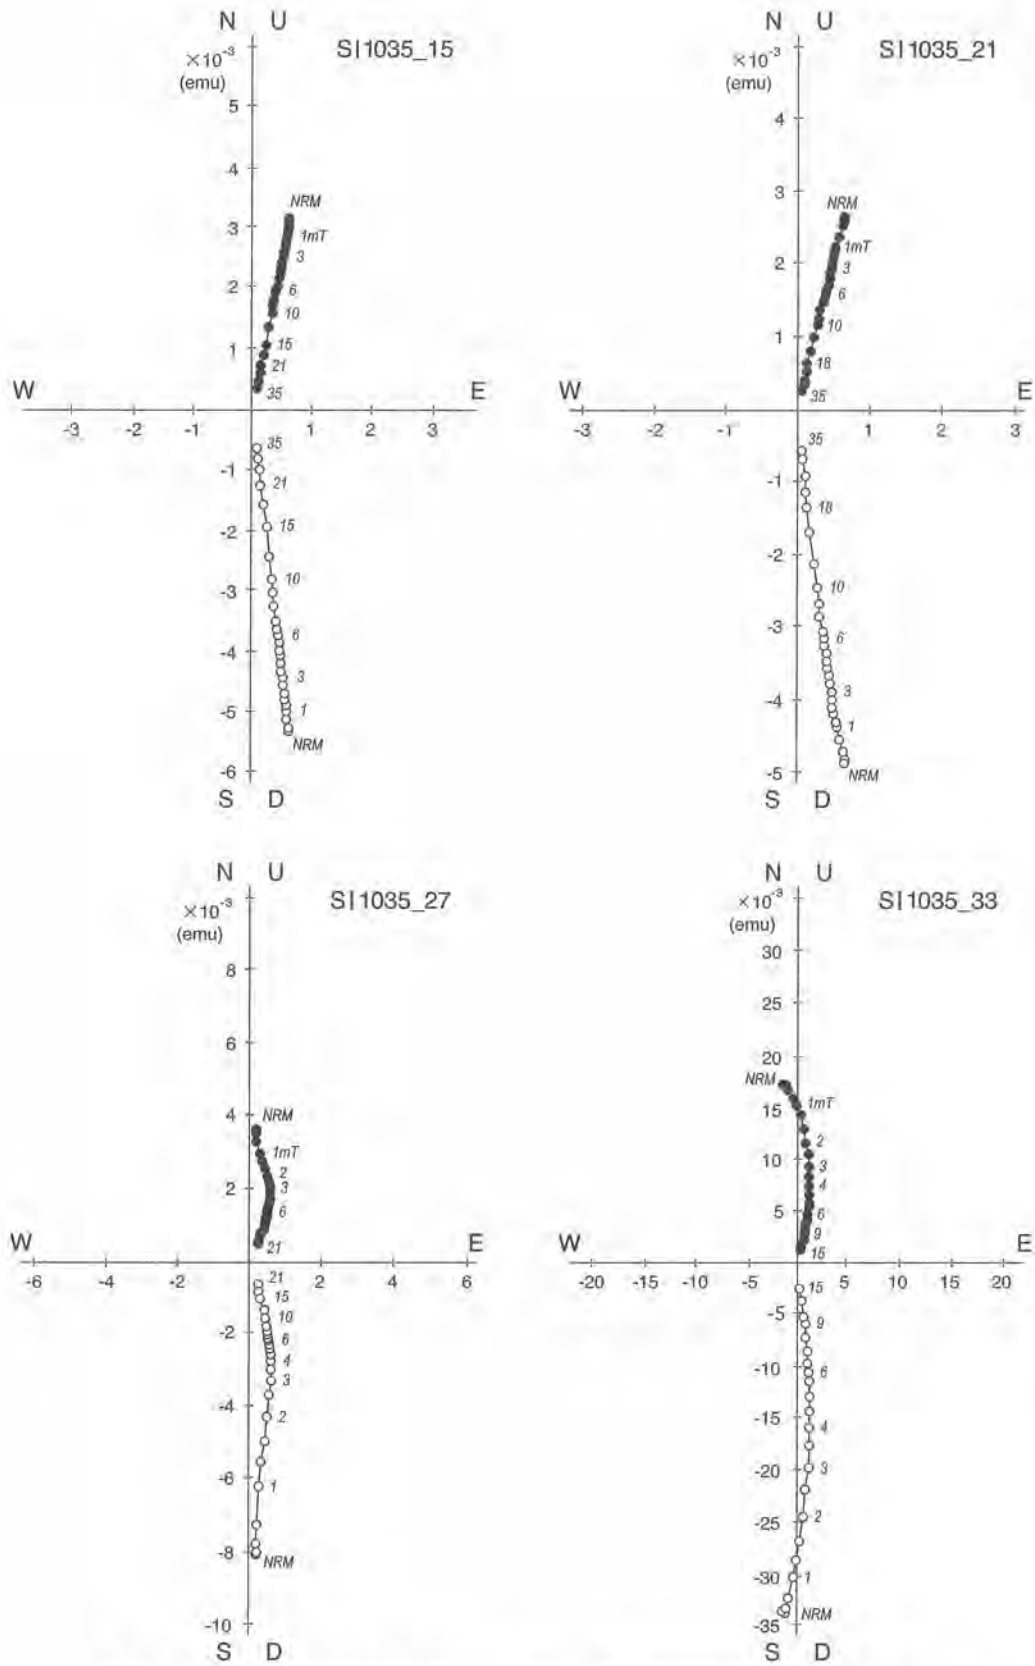 N U
SI1035_15
×10⁻³
(emu)
5
4
NRM
3
1mT
3
2
6
10
1
15
21
35
W
E
-3 -2 -1 1 2 3
35
-1
21
15
-2
10
-3
6
-4
3
1
-5
NRM
-6
S D
N U
SI1035_21
×10⁻³
(emu)
4
3
NRM
1mT
2
3
6
10
1
18
35
W
E
-3 -2 -1 1 2 3
35
-1
18
-2
10
-3
6
3
-4
1
-5
NRM
S D
N U
SI1035_27
×10⁻³
(emu)
8
6
4
NRM
1mT
2
2
3
6
21
W
E
-6 -4 -2 2 4 6
21
15
10
-2
6
4
3
-4
2
-6
1
-8
NRM
-10
S D
N U
SI1035_33
×10⁻³
(emu)
30
25
20
NRM
15
1mT
2
10
3
4
5
6
9
15
W
E
-20 -15 -10 -5 5 10 15 20
15
-5
9
-10
6
-15
4
-20
3
-25
2
-30
1
NRM
-35
S D